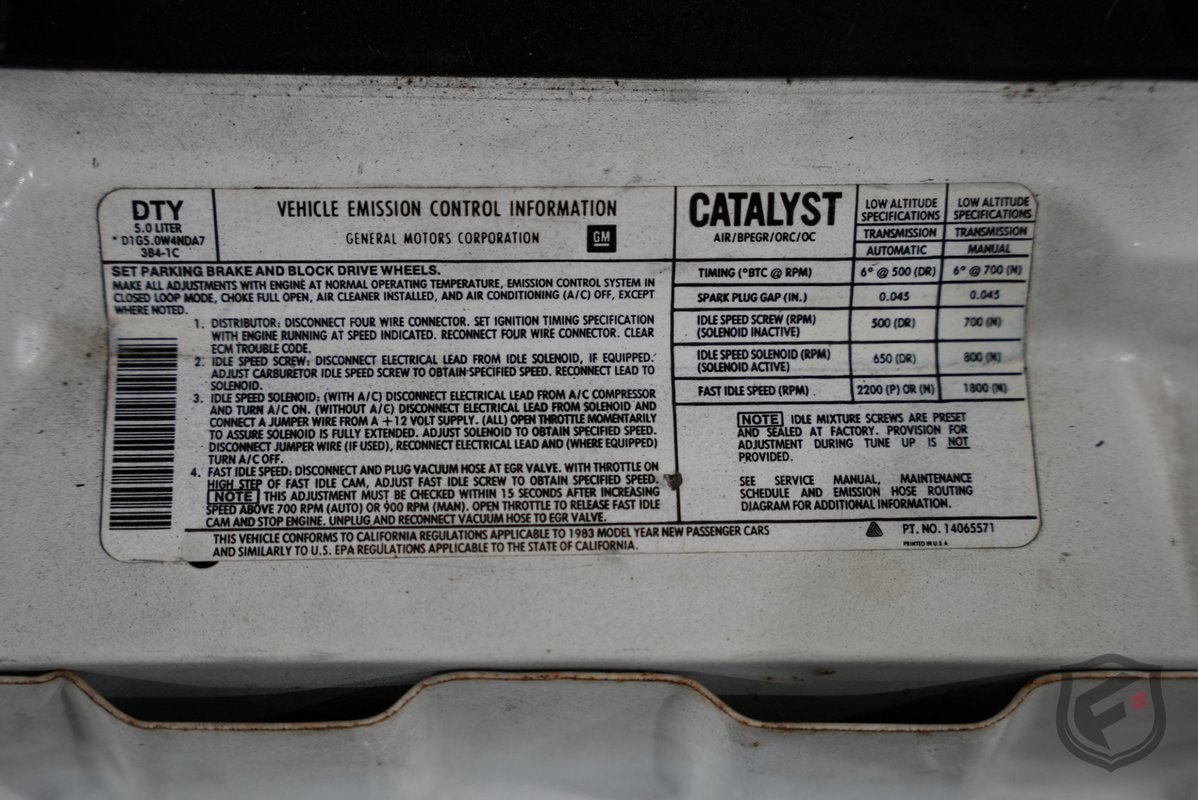 DTY
5.0 LITER
* D1G5.0W4NDA7
3B4-1C
VEHICLE EMISSION CONTROL INFORMATION
GENERAL MOTORS CORPORATION GM
SET PARKING BRAKE AND BLOCK DRIVE WHEELS.
MAKE ALL ADJUSTMENTS WITH ENGINE AT NORMAL OPERATING TEMPERATURE, EMISSION CONTROL SYSTEM IN
CLOSED LOOP MODE, CHOKE FULL OPEN, AIR CLEANER INSTALLED, AND AIR CONDITIONING (A/C) OFF, EXCEPT
WHERE NOTED.
1. DISTRIBUTOR: DISCONNECT FOUR WIRE CONNECTOR. SET IGNITION TIMING SPECIFICATION
WITH ENGINE RUNNING AT SPEED INDICATED. RECONNECT FOUR WIRE CONNECTOR. CLEAR
ECM TROUBLE CODE.
2. IDLE SPEED SCREW: DISCONNECT ELECTRICAL LEAD FROM IDLE SOLENOID, IF EQUIPPED.
ADJUST CARBURETOR IDLE SPEED SCREW TO OBTAIN SPECIFIED SPEED. RECONNECT LEAD TO
SOLENOID.
3. IDLE SPEED SOLENOID: (WITH A/C) DISCONNECT ELECTRICAL LEAD FROM A/C COMPRESSOR
AND TURN A/C ON. (WITHOUT A/C) DISCONNECT ELECTRICAL LEAD FROM SOLENOID AND
CONNECT A JUMPER WIRE FROM A +12 VOLT SUPPLY. (ALL) OPEN THROTTLE MOMENTARILY
TO ASSURE SOLENOID IS FULLY EXTENDED. ADJUST SOLENOID TO OBTAIN SPECIFIED SPEED.
DISCONNECT JUMPER WIRE (IF USED), RECONNECT ELECTRICAL LEAD AND (WHERE EQUIPPED)
TURN A/C OFF.
4. FAST IDLE SPEED: DISCONNECT AND PLUG VACUUM HOSE AT EGR VALVE. WITH THROTTLE ON
HIGH STEP OF FAST IDLE CAM, ADJUST FAST IDLE SCREW TO OBTAIN SPECIFIED SPEED.
NOTE THIS ADJUSTMENT MUST BE CHECKED WITHIN 15 SECONDS AFTER INCREASING
SPEED ABOVE 700 RPM (AUTO) OR 900 RPM (MAN). OPEN THROTTLE TO RELEASE FAST IDLE
CAM AND STOP ENGINE. UNPLUG AND RECONNECT VACUUM HOSE TO EGR VALVE.
CATALYST
AIR/BPEGR/ORC/OC
LOW ALTITUDE SPECIFICATIONS LOW ALTITUDE SPECIFICATIONS
TRANSMISSION TRANSMISSION
AUTOMATIC MANUAL
TIMING (°BTC @ RPM) 6° @ 500 (DR) 6° @ 700 (N)
SPARK PLUG GAP (IN.) 0.045 0.045
IDLE SPEED SCREW (RPM) (SOLENOID INACTIVE) 500 (DR) 700 (N)
IDLE SPEED SOLENOID (RPM) (SOLENOID ACTIVE) 650 (DR) 800 (N)
FAST IDLE SPEED (RPM) 2200 (P) OR (N) 1800 (N)
NOTE IDLE MIXTURE SCREWS ARE PRESET
AND SEALED AT FACTORY. PROVISION FOR
ADJUSTMENT DURING TUNE UP IS NOT
PROVIDED.
SEE SERVICE MANUAL, MAINTENANCE
SCHEDULE AND EMISSION HOSE ROUTING
DIAGRAM FOR ADDITIONAL INFORMATION.
THIS VEHICLE CONFORMS TO CALIFORNIA REGULATIONS APPLICABLE TO 1983 MODEL YEAR NEW PASSENGER CARS
AND SIMILARLY TO U.S. EPA REGULATIONS APPLICABLE TO THE STATE OF CALIFORNIA.
PT. NO. 14065571
PRINTED IN U.S.A
F